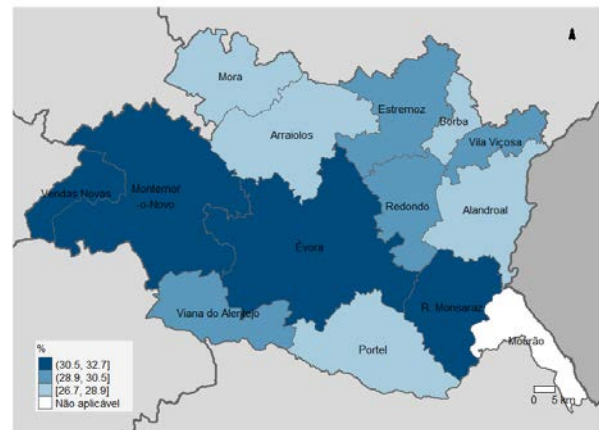 Mora
Estremoz
Borba
Arraiolos
Vila Viçosa
Vendas Novas
Montemor
-o-Novo
Redondo
Alandroal
Évora
R. Monsaraz
Viana do Alentejo
Mourão
Portel
%
(30.5, 32.7]
(28.9, 30.5]
[26.7, 28.9]
Não aplicável
0 5 km